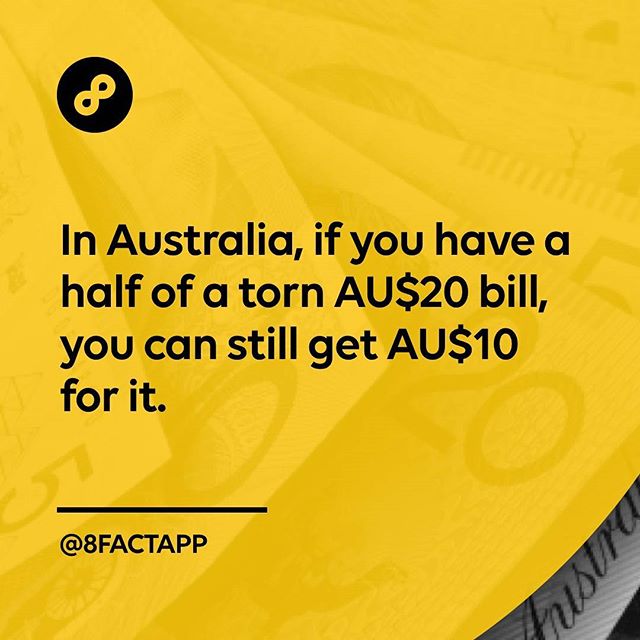 In Australia, if you have a
half of a torn AU$20 bill,
you can still get AU$10
for it.
@8FACTAPP
Austra